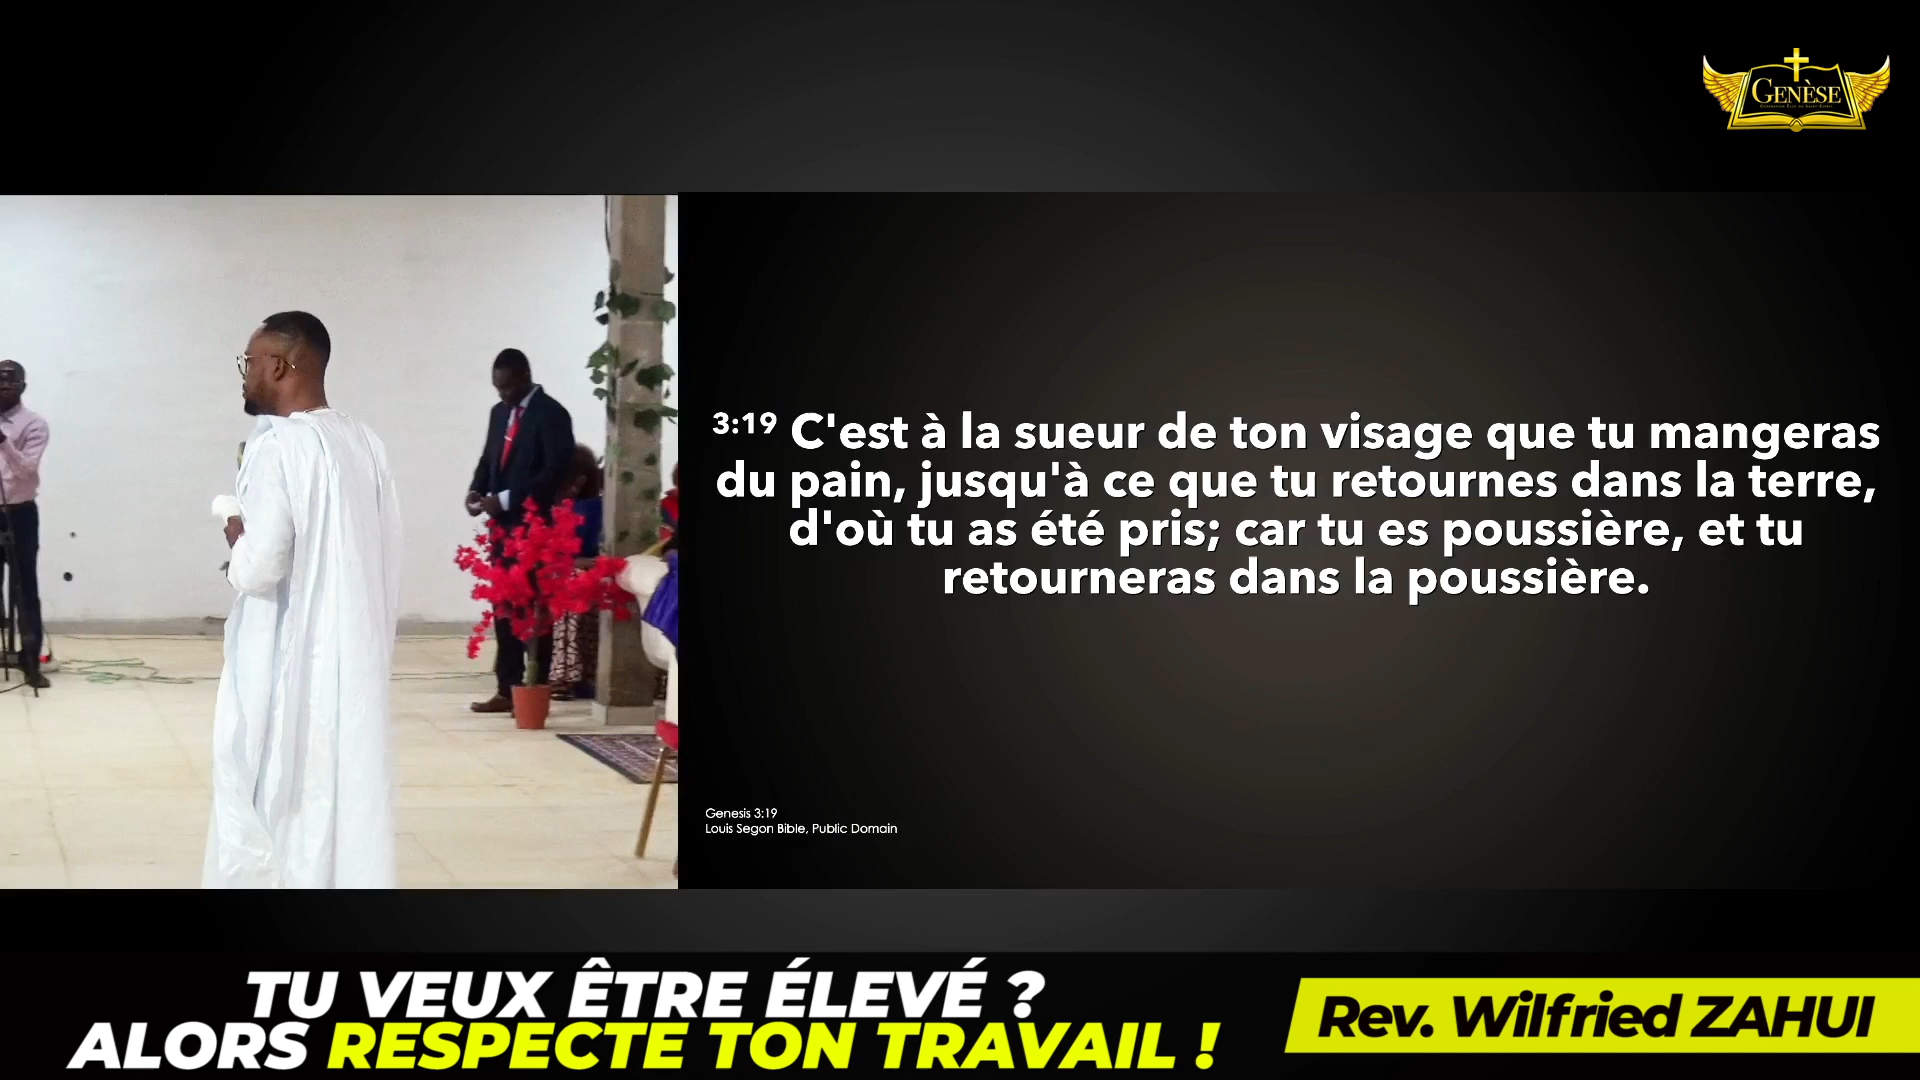 GENÈSE
3:19 C'est à la sueur de ton visage que tu mangeras
du pain, jusqu'à ce que tu retournes dans la terre,
d'où tu as été pris; car tu es poussière, et tu
retourneras dans la poussière.
Genesis 3:19
Louis Segon Bible, Public Domain
TU VEUX ÊTRE ÉLEVÉ ?
ALORS RESPECTE TON TRAVAIL !
Rev. Wilfried ZAHUI